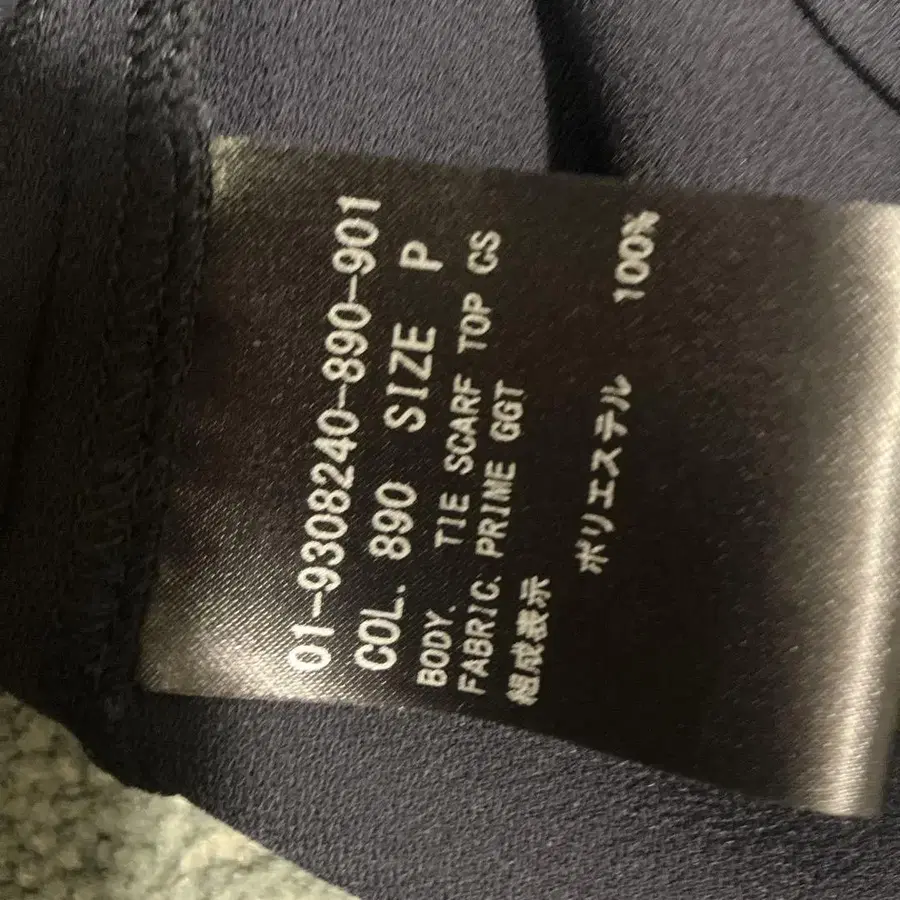 01-9308240-890-901
COL. 890 SIZE P
BODY. TIE SCARF TOP CS
FABRIC. PRIME GGT
組成表示
ポリエステル 100%